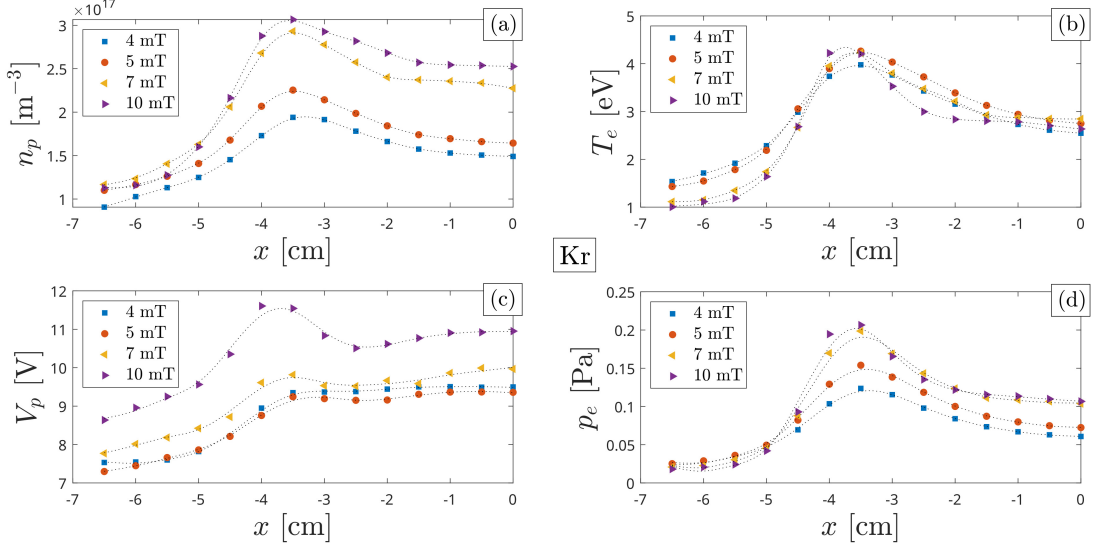 ×10¹⁷
(a)
3
2.5
2
1.5
1
n_p [m⁻³]
4 mT
5 mT
7 mT
10 mT
-7 -6 -5 -4 -3 -2 -1 0
x [cm]
(b)
5
4
3
2
1
T_e [eV]
4 mT
5 mT
7 mT
10 mT
-7 -6 -5 -4 -3 -2 -1 0
x [cm]
Kr
(c)
12
11
10
9
8
7
V_p [V]
4 mT
5 mT
7 mT
10 mT
-7 -6 -5 -4 -3 -2 -1 0
x [cm]
(d)
0.25
0.2
0.15
0.1
0.05
0
p_e [Pa]
4 mT
5 mT
7 mT
10 mT
-7 -6 -5 -4 -3 -2 -1 0
x [cm]